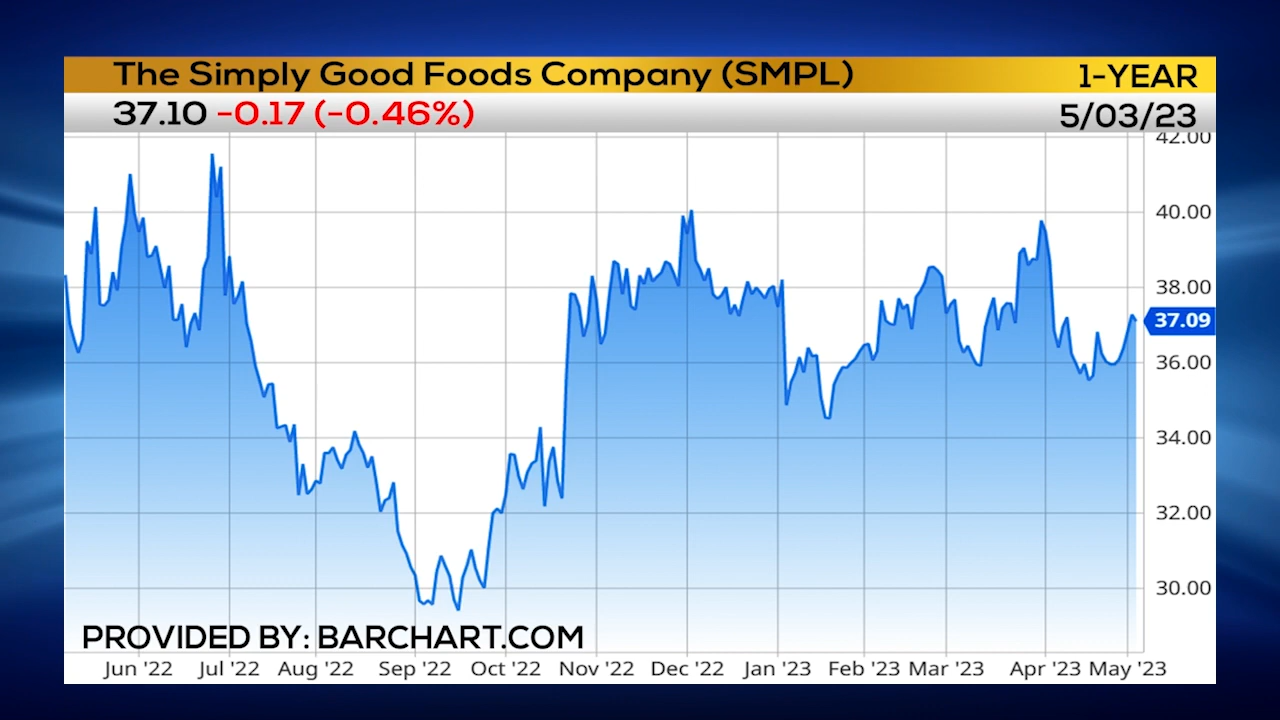 The Simply Good Foods Company (SMPL) 1-YEAR
37.10 -0.17 (-0.46%) 5/03/23
42.00
40.00
38.00
37.09
36.00
34.00
32.00
30.00
PROVIDED BY: BARCHART.COM
Jun '22 Jul '22 Aug '22 Sep '22 Oct '22 Nov '22 Dec '22 Jan '23 Feb '23 Mar '23 Apr '23 May '23